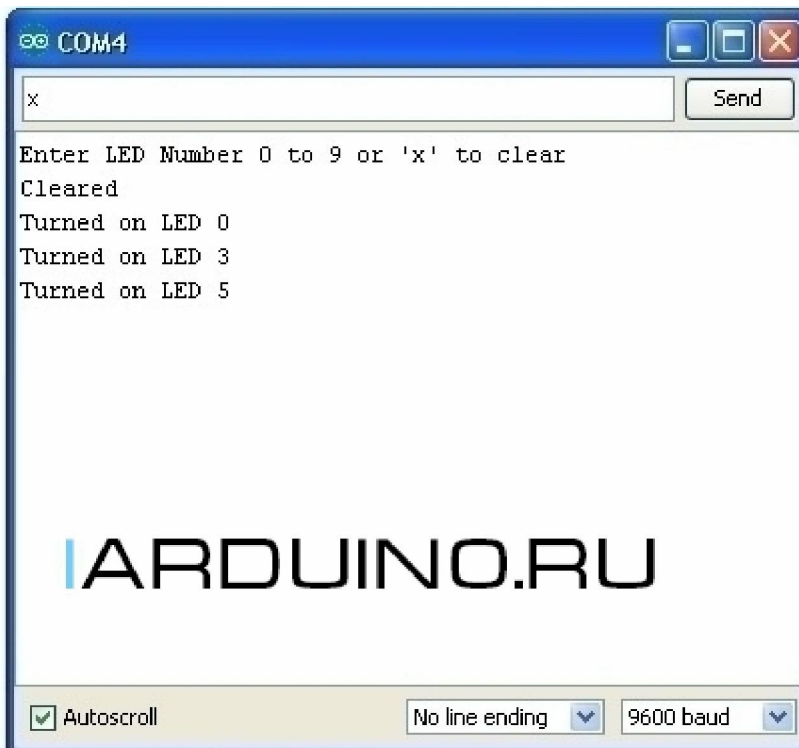 COM4
x
Send
Enter LED Number 0 to 9 or 'x' to clear
Cleared
Turned on LED 0
Turned on LED 3
Turned on LED 5
IARDUINO.RU
Autoscroll
No line ending
9600 baud